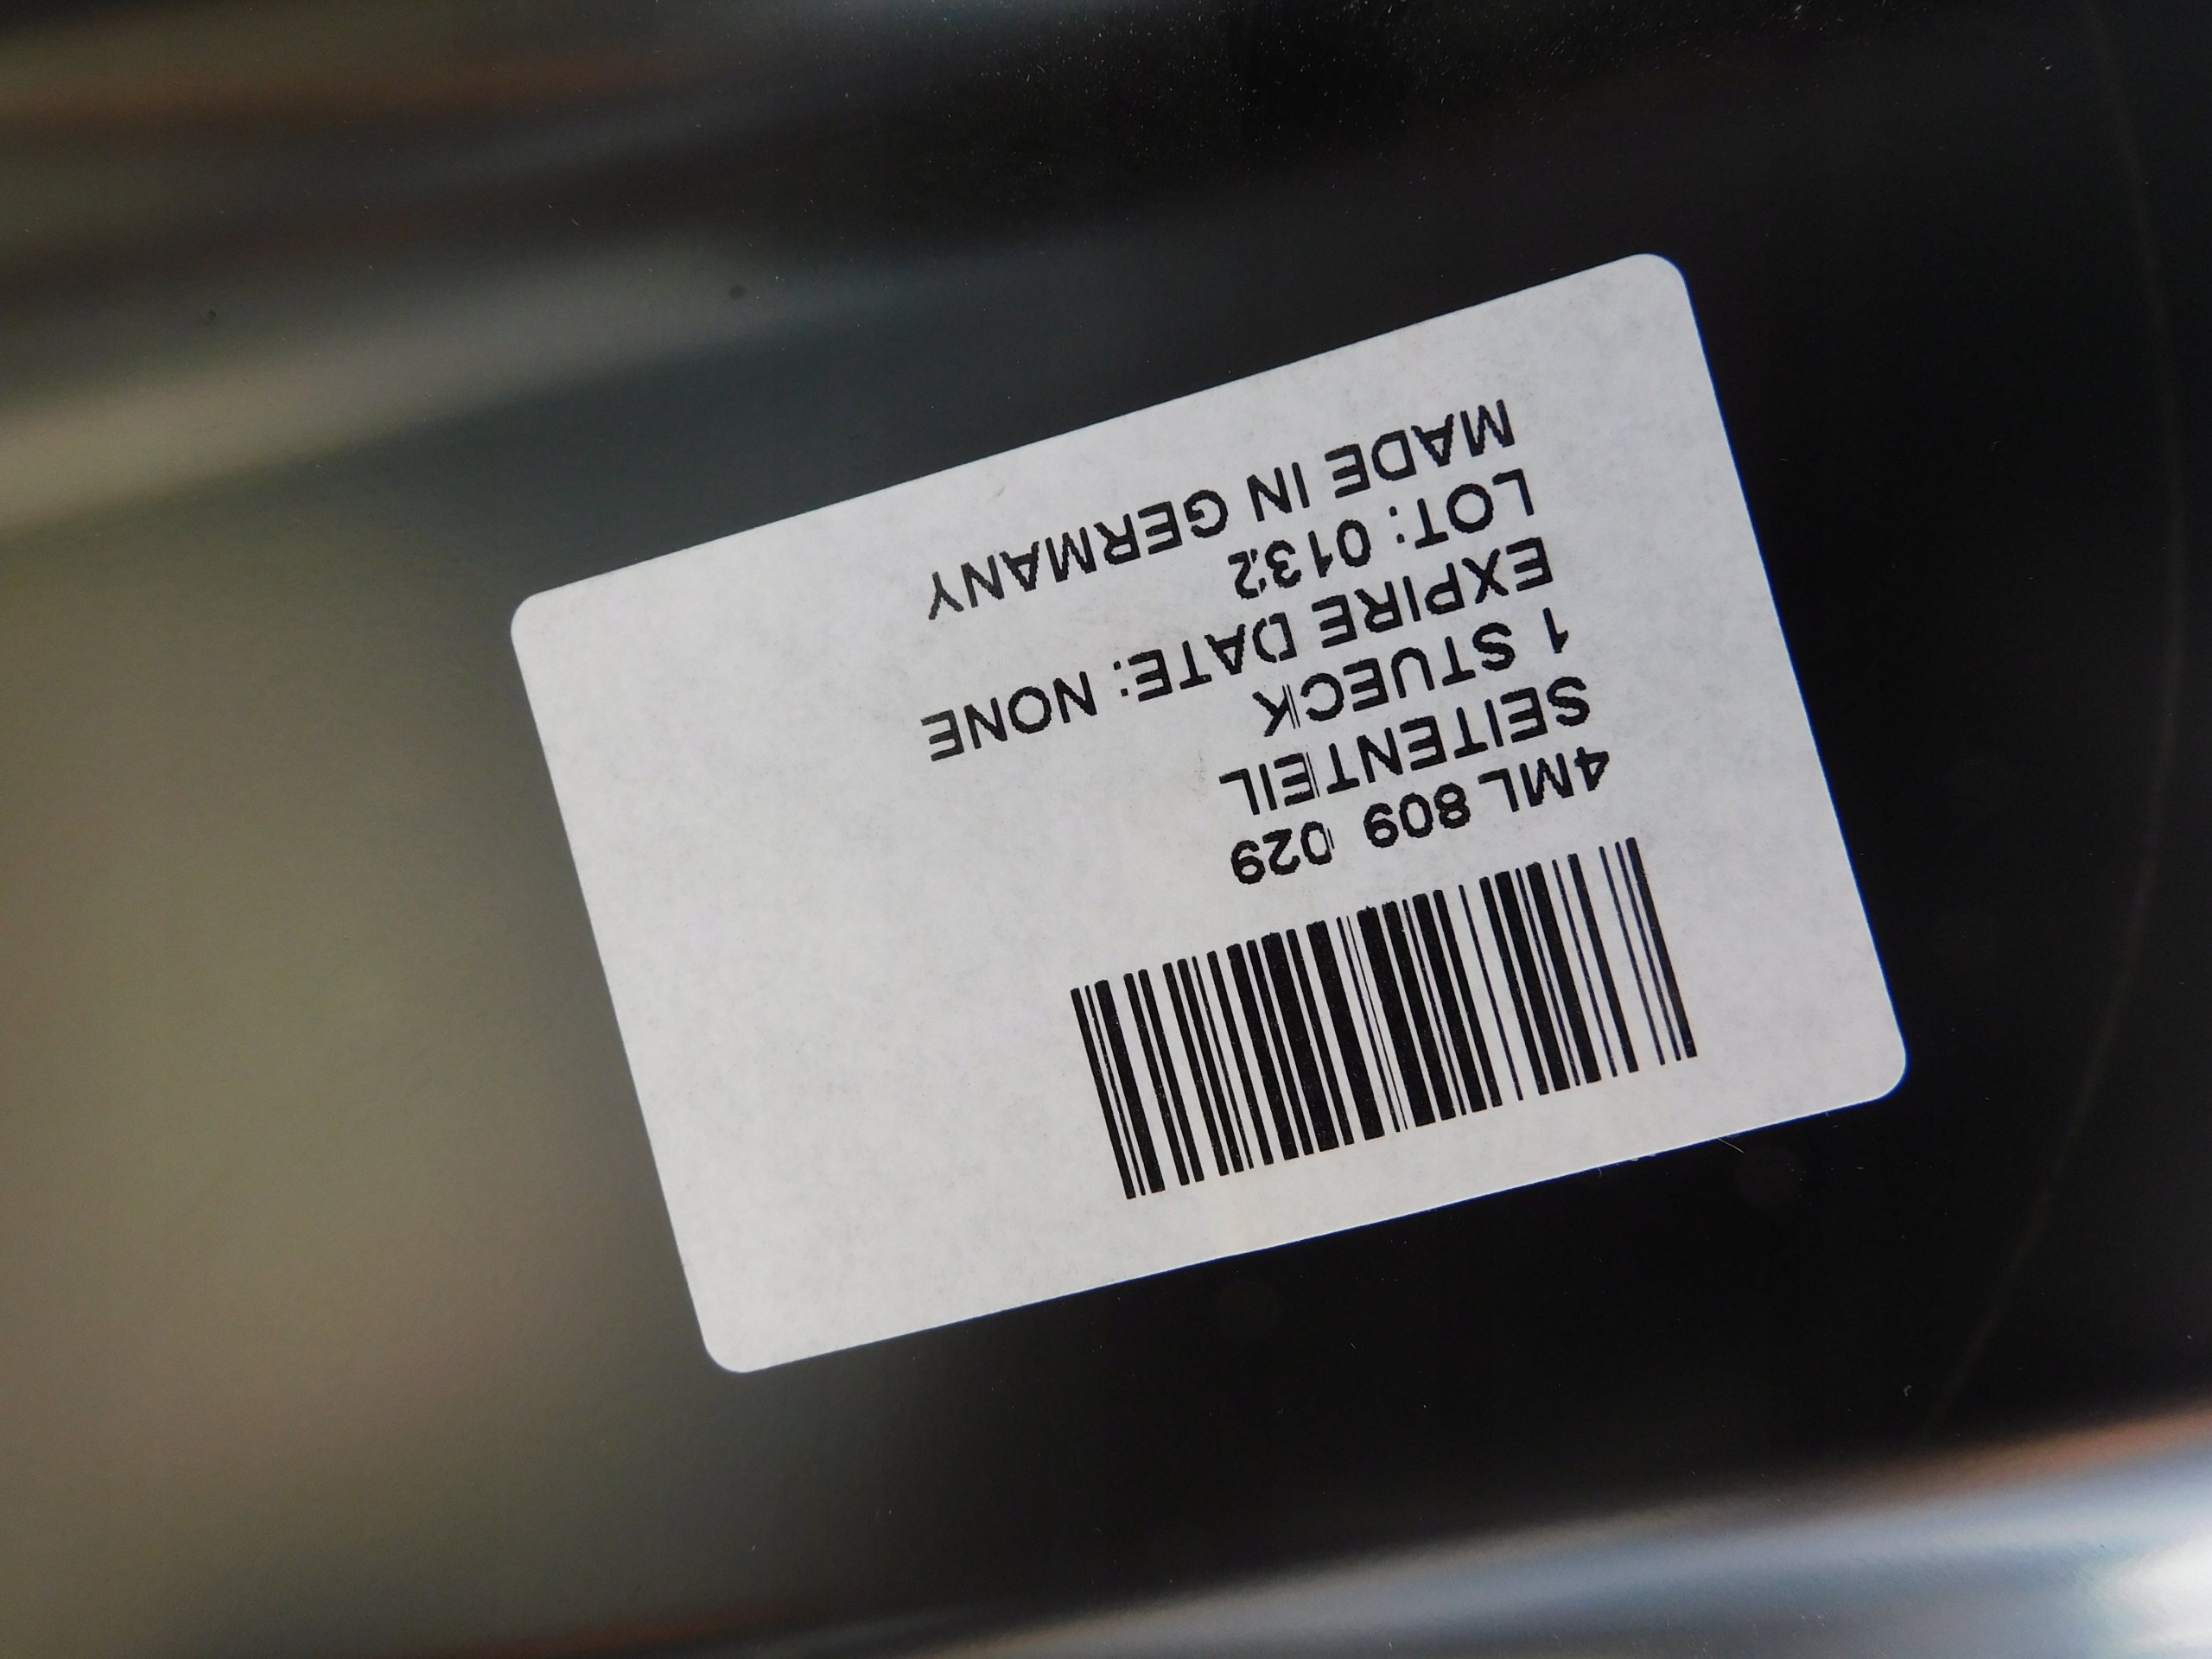 4ML 809 029
SEITENTEIL
1 STUECK
EXPIRE DATE: NONE
LOT: 0132
MADE IN GERMANY